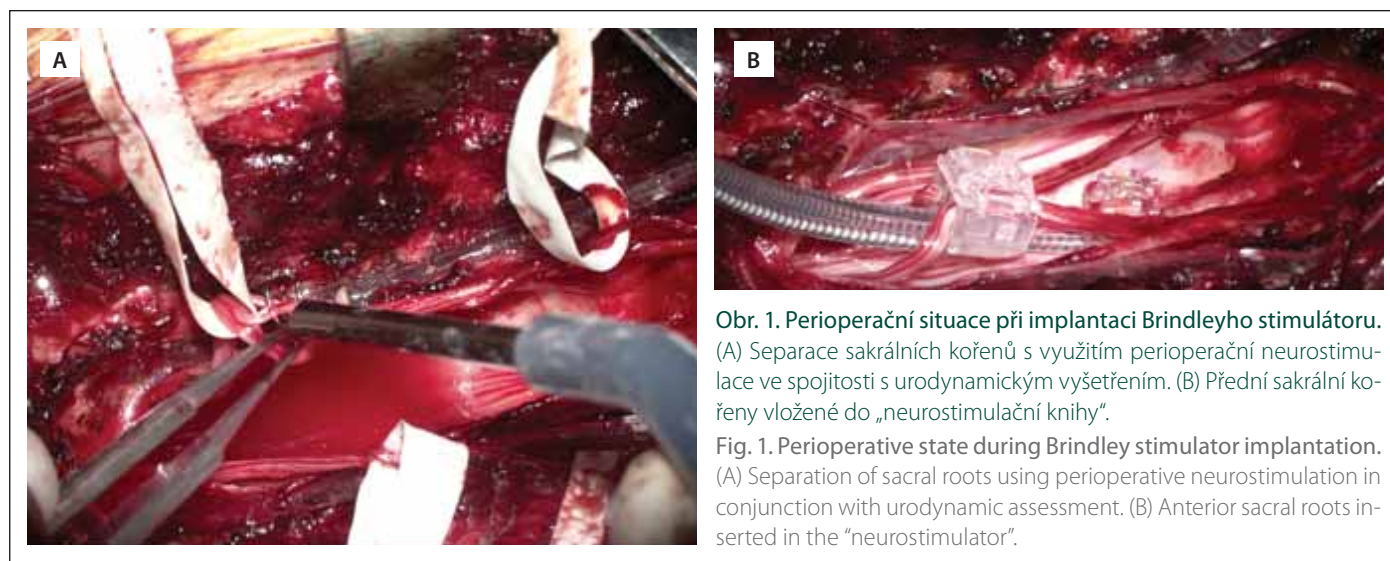 A
B
Obr. 1. Perioperační situace při implantaci Brindleyho stimulátoru.
(A) Separace sakrálních kořenů s využitím perioperační neurostimu-
lace ve spojitosti s urodynamickým vyšetřením. (B) Přední sakrální ko-
řeny vložené do „neurostimulační knihy“.
Fig. 1. Perioperative state during Brindley stimulator implantation.
(A) Separation of sacral roots using perioperative neurostimulation in
conjunction with urodynamic assessment. (B) Anterior sacral roots in-
serted in the “neurostimulator”.